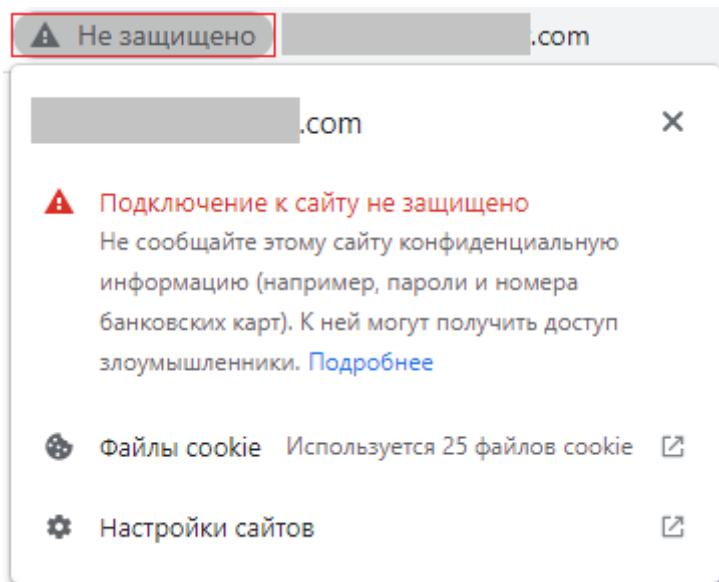 Не защищено .com
.com
Подключение к сайту не защищено
Не сообщайте этому сайту конфиденциальную
информацию (например, пароли и номера
банковских карт). К ней могут получить доступ
злоумышленники. Подробнее
Файлы cookie Используется 25 файлов cookie
Настройки сайтов